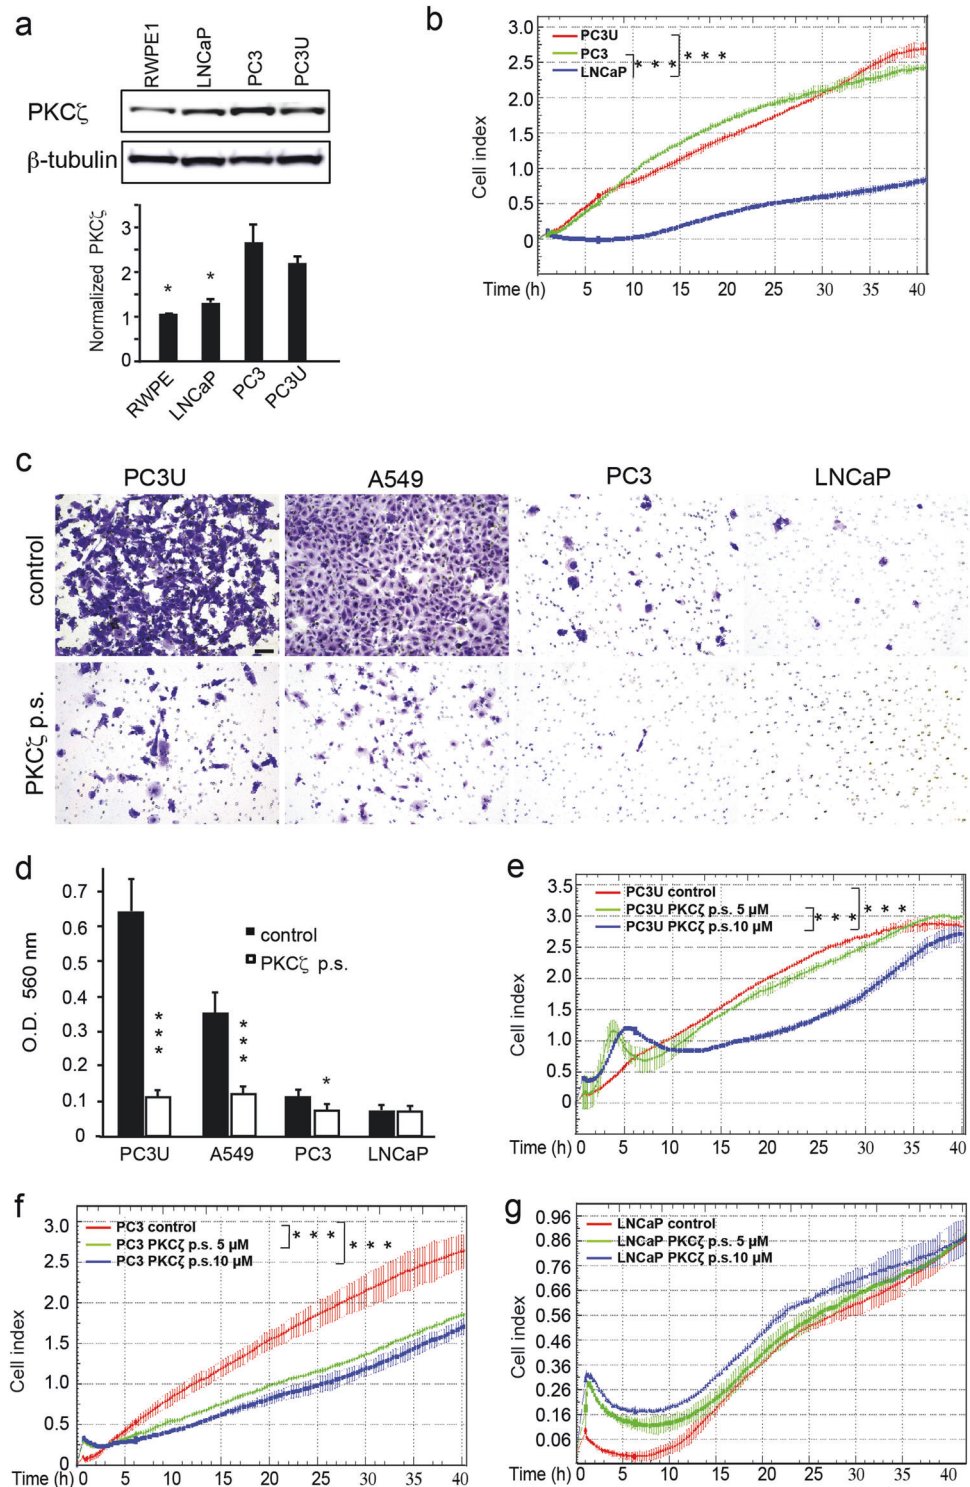 a
RWPE1
LNCaP
PC3
PC3U
PKCζ
β-tubulin
Normalized PKCζ
3
2
1
0
*
*
RWPE
LNCaP
PC3
PC3U
b
PC3U
PC3
LNCaP
* * *
* * *
Cell index
3.0
2.5
2.0
1.5
1.0
0.5
0
Time (h)
5 10 15 20 25 30 35 40
c
PC3U
A549
PC3
LNCaP
control
PKCζ p.s.
d
O.D. 560 nm
0.7
0.6
0.5
0.4
0.3
0.2
0.1
0
control
PKCζ p.s.
***
***
*
PC3U
A549
PC3
LNCaP
e
PC3U control
PC3U PKCζ p.s. 5 μM
PC3U PKCζ p.s.10 μM
* * *
* * *
Cell index
3.5
3.0
2.5
2.0
1.5
1.0
0.5
0
Time (h) 0 5 10 15 20 25 30 35 40
f
PC3 control
PC3 PKCζ p.s. 5 μM
PC3 PKCζ p.s.10 μM
* * *
* * *
Cell index
3.0
2.5
2.0
1.5
1.0
0.5
0
Time (h) 0 5 10 15 20 25 30 35 40
g
LNCaP control
LNCaP PKCζ p.s. 5 μM
LNCaP PKCζ p.s.10 μM
Cell index
0.96
0.86
0.76
0.66
0.56
0.46
0.36
0.26
0.16
0.06
Time (h) 0 5 10 15 20 25 30 35 40